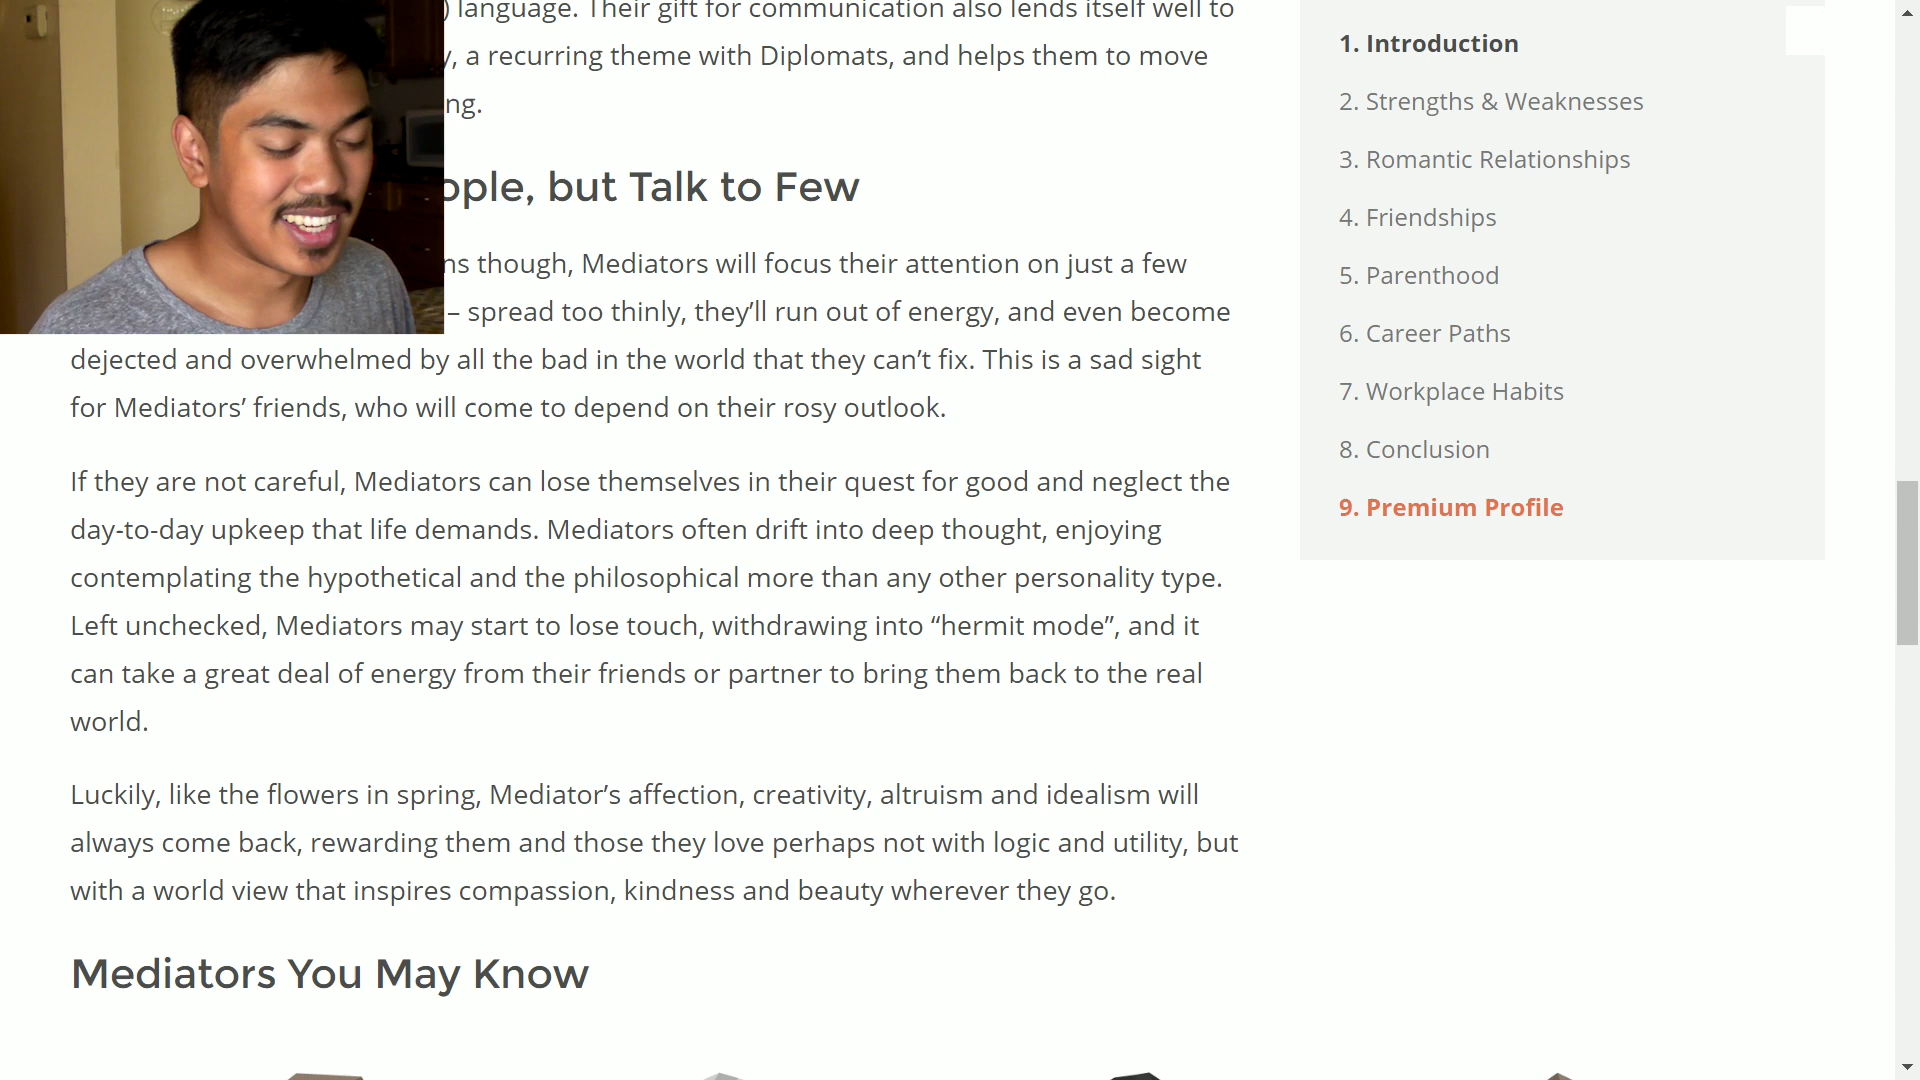 ) language. Their gift for communication also lends itself well to
, a recurring theme with Diplomats, and helps them to move
ng.
ople, but Talk to Few
ns though, Mediators will focus their attention on just a few
– spread too thinly, they’ll run out of energy, and even become
dejected and overwhelmed by all the bad in the world that they can’t fix. This is a sad sight
for Mediators’ friends, who will come to depend on their rosy outlook.
If they are not careful, Mediators can lose themselves in their quest for good and neglect the
day-to-day upkeep that life demands. Mediators often drift into deep thought, enjoying
contemplating the hypothetical and the philosophical more than any other personality type.
Left unchecked, Mediators may start to lose touch, withdrawing into “hermit mode”, and it
can take a great deal of energy from their friends or partner to bring them back to the real
world.
Luckily, like the flowers in spring, Mediator’s affection, creativity, altruism and idealism will
always come back, rewarding them and those they love perhaps not with logic and utility, but
with a world view that inspires compassion, kindness and beauty wherever they go.
Mediators You May Know
1. Introduction
2. Strengths & Weaknesses
3. Romantic Relationships
4. Friendships
5. Parenthood
6. Career Paths
7. Workplace Habits
8. Conclusion
9. Premium Profile